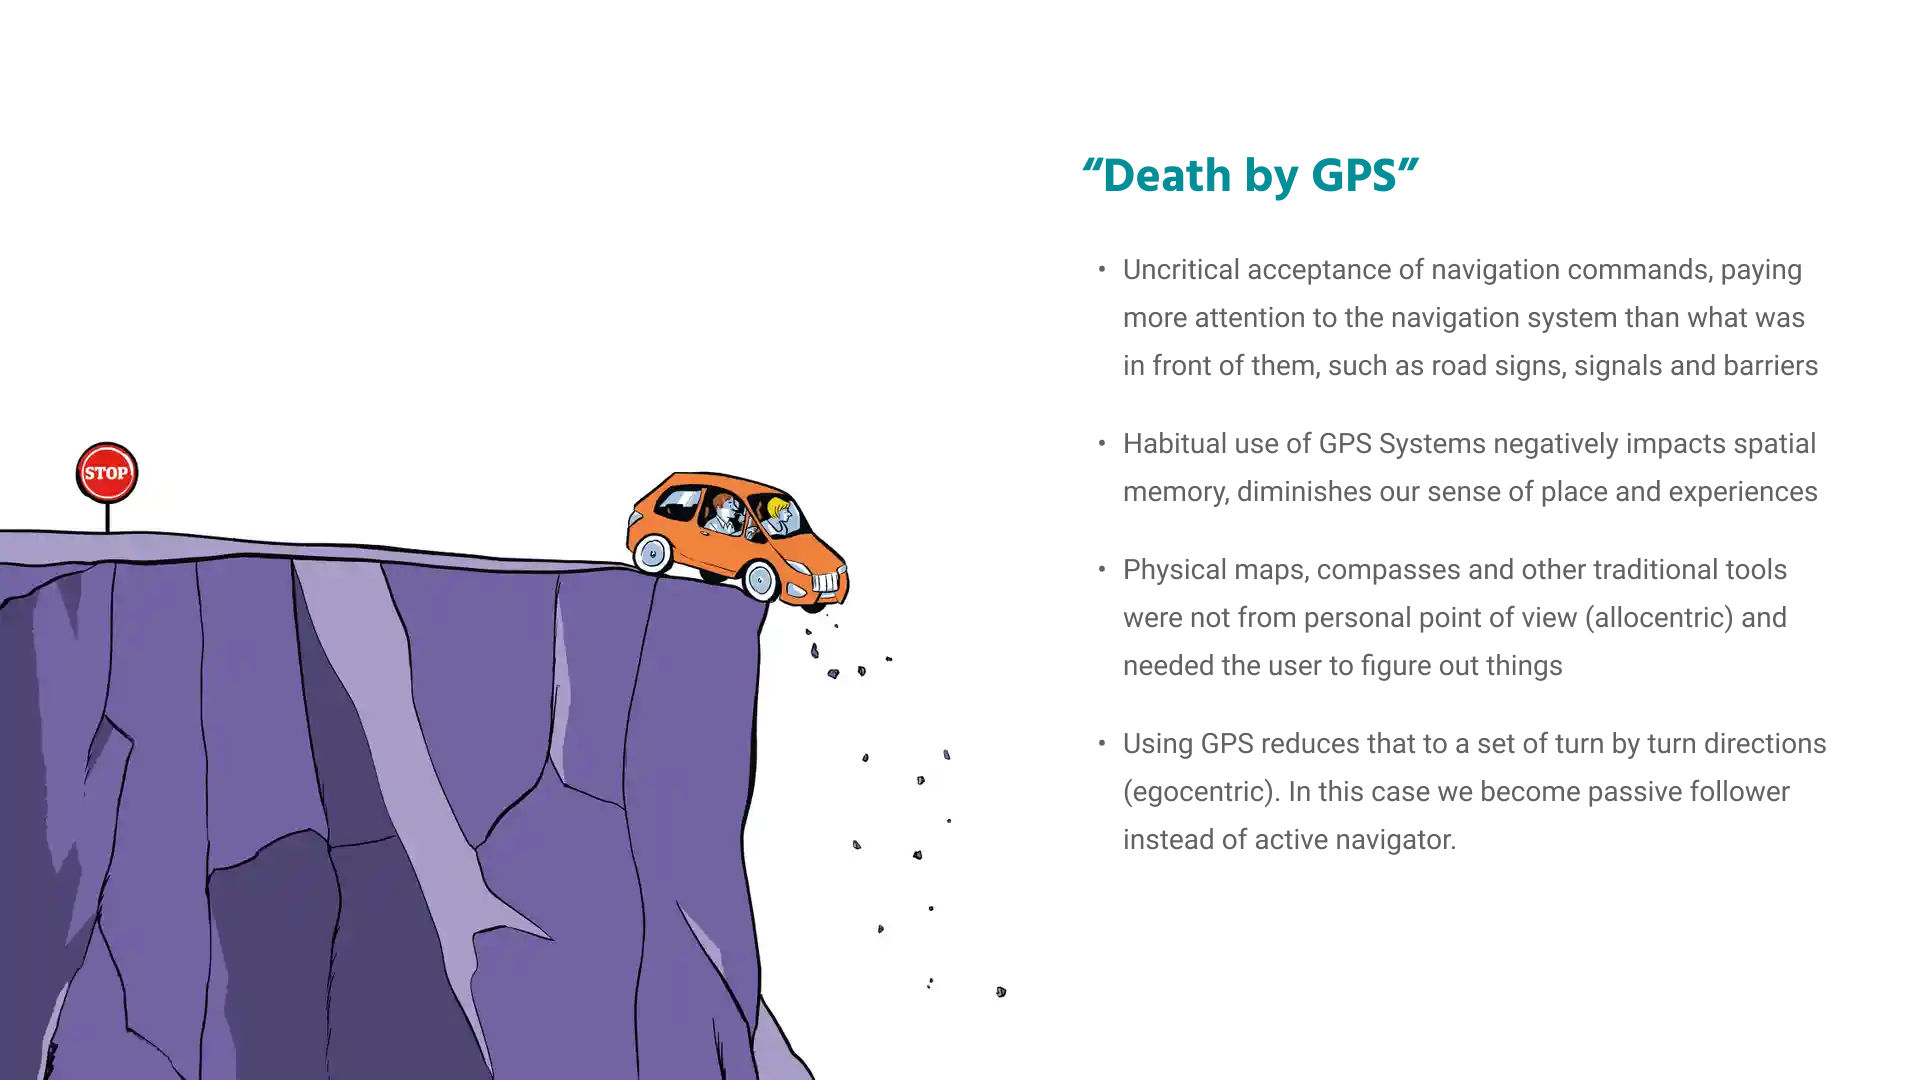 STOP
“Death by GPS”
• Uncritical acceptance of navigation commands, paying
more attention to the navigation system than what was
in front of them, such as road signs, signals and barriers
• Habitual use of GPS Systems negatively impacts spatial
memory, diminishes our sense of place and experiences
• Physical maps, compasses and other traditional tools
were not from personal point of view (allocentric) and
needed the user to figure out things
• Using GPS reduces that to a set of turn by turn directions
(egocentric). In this case we become passive follower
instead of active navigator.